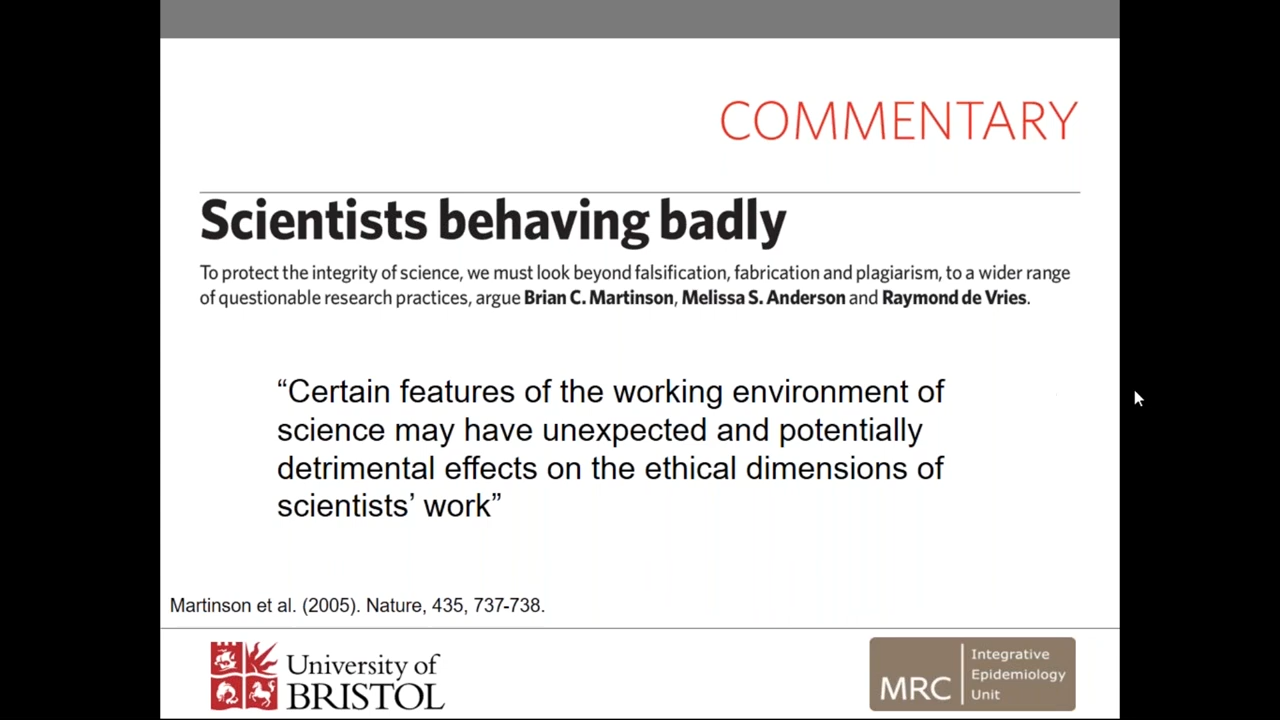 COMMENTARY
Scientists behaving badly
To protect the integrity of science, we must look beyond falsification, fabrication and plagiarism, to a wider range
of questionable research practices, argue Brian C. Martinson, Melissa S. Anderson and Raymond de Vries.
“Certain features of the working environment of
science may have unexpected and potentially
detrimental effects on the ethical dimensions of
scientists’ work”
Martinson et al. (2005). Nature, 435, 737-738.
University of
BRISTOL
MRC
Integrative
Epidemiology
Unit